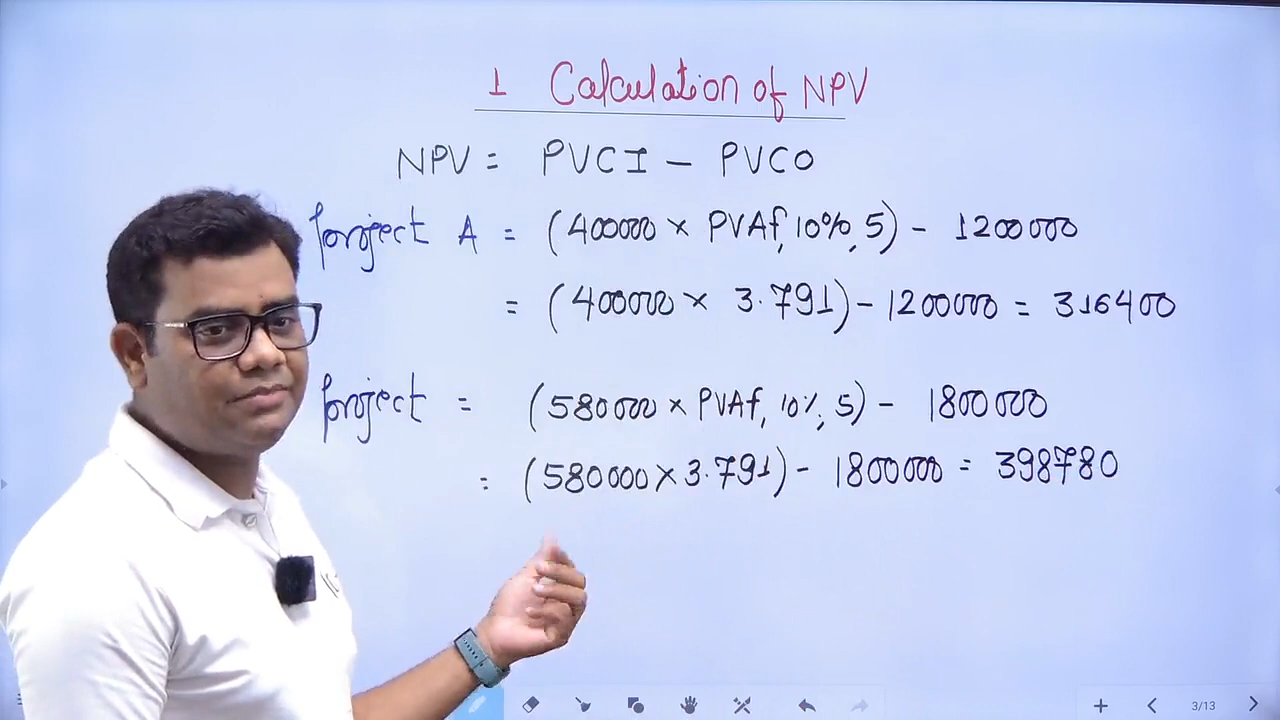 1 Calculation of NPV
NPV = PVCI - PVCO
Project A = (400000 × PVAf, 10%, 5) - 1200000
= (400000 × 3.791) - 1200000 = 316400
Project = (580000 × PVAf, 10%, 5) - 1800000
= (580000 × 3.791) - 1800000 = 398780
3/13